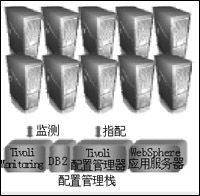 监测 指配
Tivoli Monitoring DB2 Tivoli 配置管理器 WebSphere 应用服务器
配置管理栈